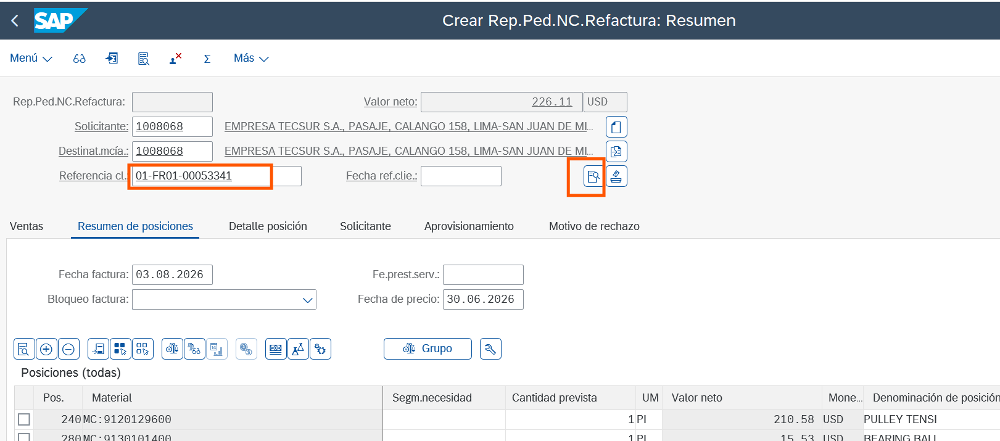 SAP Crear Rep.Ped.NC.Refactura: Resumen
Menú Más
Rep.Ped.NC.Refactura: Valor neto: 226.11 USD
Solicitante: 1008068 EMPRESA TECSUR S.A., PASAJE, CALANGO 158, LIMA-SAN JUAN DE MI...
Destinat.mcía.: 1008068 EMPRESA TECSUR S.A., PASAJE, CALANGO 158, LIMA-SAN JUAN DE MI...
Referencia cl.: 01-FR01-00053341 Fecha ref.clie.:
Ventas Resumen de posiciones Detalle posición Solicitante Aprovisionamiento Motivo de rechazo
Fecha factura: 03.08.2026 Fe.prest.serv.:
Bloqueo factura: Fecha de precio: 30.06.2026
Grupo
Posiciones (todas)
Pos. Material Segm.necesidad Cantidad prevista UM Valor neto Mone... Denominación de posición
240 MC:9120129600 1 PI 210.58 USD PULLEY TENSI
280 MC:9130101400 1 PI 15.53 USD BEARING BALL